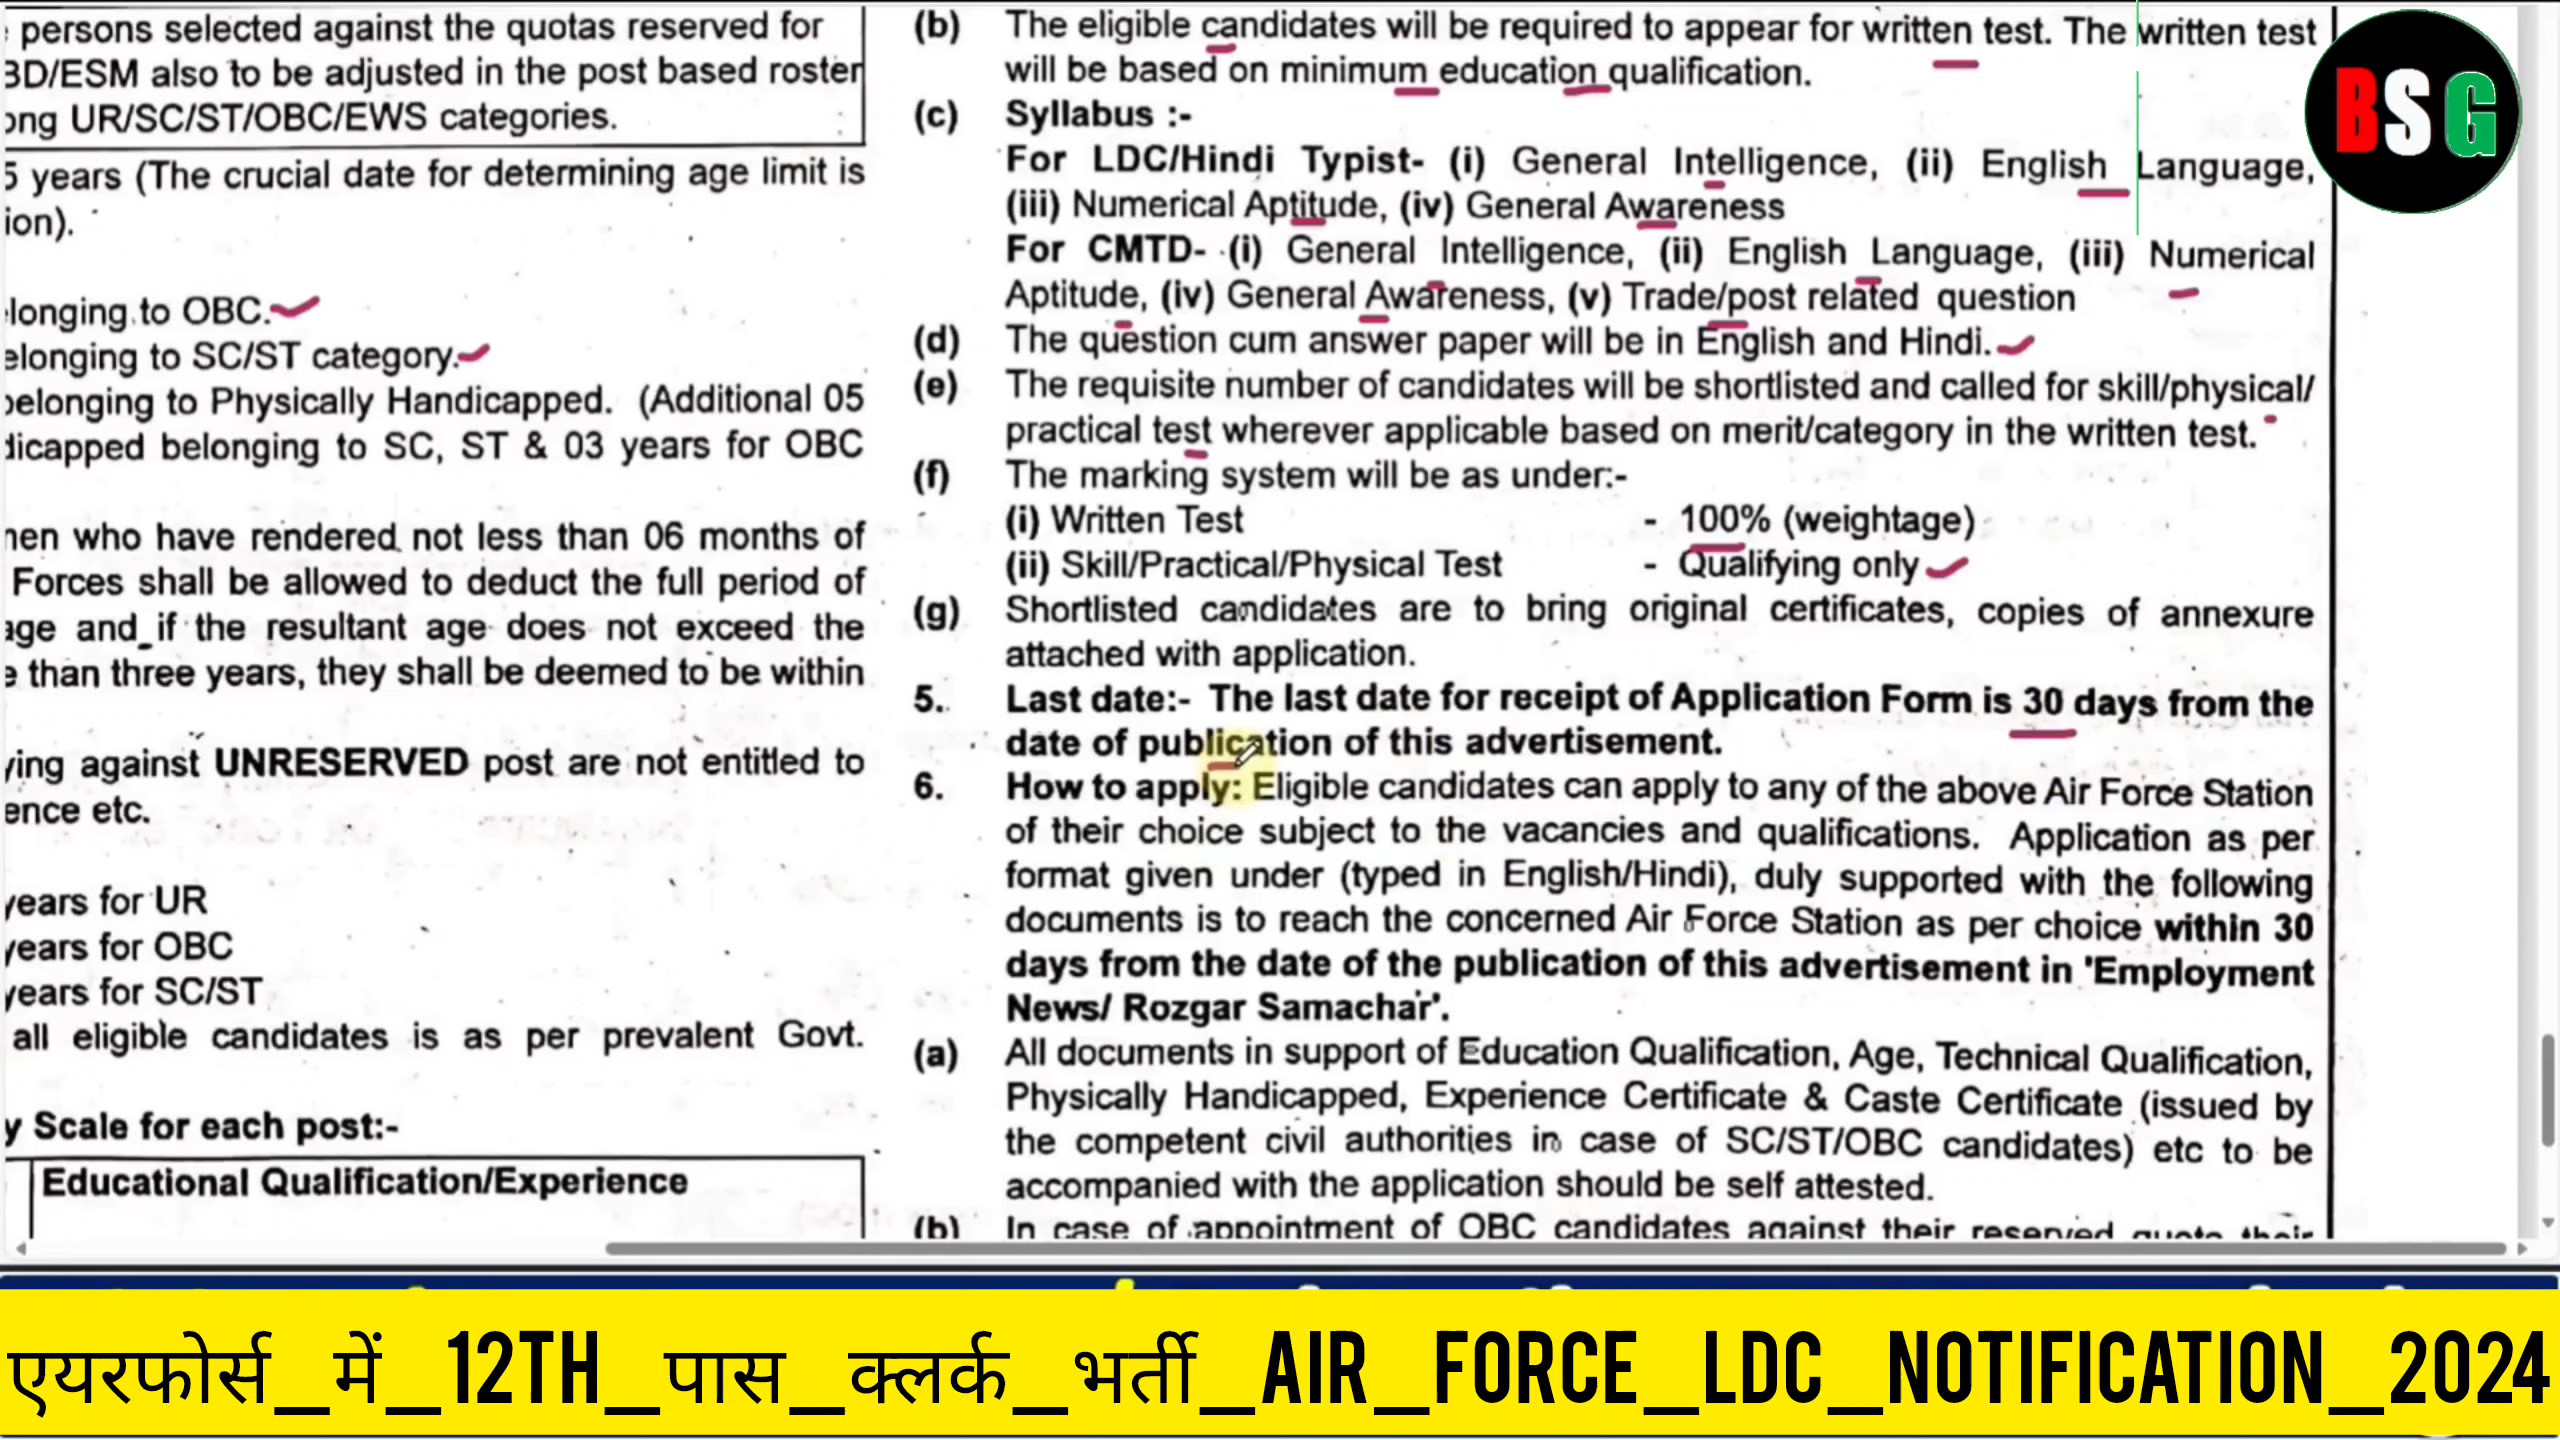 persons selected against the quotas reserved for
BD/ESM also to be adjusted in the post based roster
ong UR/SC/ST/OBC/EWS categories.
5 years (The crucial date for determining age limit is
ion).
longing to OBC.
elonging to SC/ST category.
belonging to Physically Handicapped. (Additional 05
dicapped belonging to SC, ST & 03 years for OBC
men who have rendered not less than 06 months of
Forces shall be allowed to deduct the full period of
age and if the resultant age does not exceed the
e than three years, they shall be deemed to be within
ying against UNRESERVED post are not entitled to
ence etc.
years for UR
years for OBC
years for SC/ST
all eligible candidates is as per prevalent Govt.
y Scale for each post:-
Educational Qualification/Experience
(b) The eligible candidates will be required to appear for written test. The written test
will be based on minimum education qualification.
(c) Syllabus :-
For LDC/Hindi Typist- (i) General Intelligence, (ii) English Language,
(iii) Numerical Aptitude, (iv) General Awareness
For CMTD- (i) General Intelligence, (ii) English Language, (iii) Numerical
Aptitude, (iv) General Awareness, (v) Trade/post related question
(d) The question cum answer paper will be in English and Hindi.
(e) The requisite number of candidates will be shortlisted and called for skill/physical/
practical test wherever applicable based on merit/category in the written test.
(f) The marking system will be as under:-
(i) Written Test - 100% (weightage)
(ii) Skill/Practical/Physical Test - Qualifying only
(g) Shortlisted candidates are to bring original certificates, copies of annexure
attached with application.
5. Last date:- The last date for receipt of Application Form is 30 days from the
date of publication of this advertisement.
6. How to apply: Eligible candidates can apply to any of the above Air Force Station
of their choice subject to the vacancies and qualifications. Application as per
format given under (typed in English/Hindi), duly supported with the following
documents is to reach the concerned Air Force Station as per choice within 30
days from the date of the publication of this advertisement in 'Employment
News/ Rozgar Samachar'.
(a) All documents in support of Education Qualification, Age, Technical Qualification,
Physically Handicapped, Experience Certificate & Caste Certificate (issued by
the competent civil authorities in case of SC/ST/OBC candidates) etc to be
accompanied with the application should be self attested.
(b) In case of appointment of OBC candidates against their reserved quota their
BSG
एयरफोर्स_में_12TH_पास_क्लर्क_भर्ती_AIR_FORCE_LDC_NOTIFICATION_2024